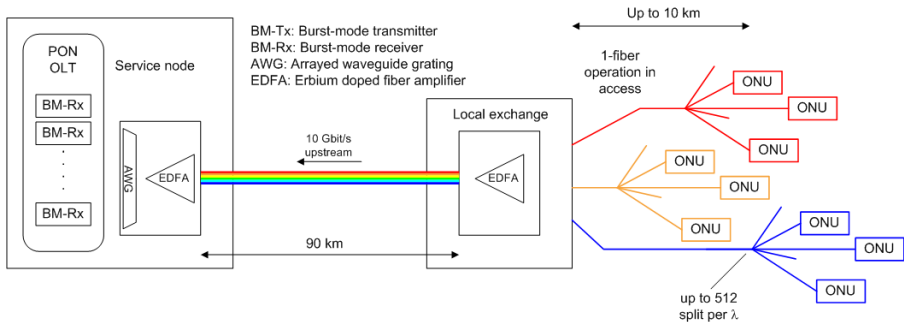 Up to 10 km
BM-Tx: Burst-mode transmitter
BM-Rx: Burst-mode receiver
AWG: Arrayed waveguide grating
EDFA: Erbium doped fiber amplifier
PON
OLT
Service node
1-fiber
operation in
access
BM-Rx
BM-Rx
BM-Rx
AWG
EDFA
10 Gbit/s
upstream
90 km
Local exchange
EDFA
ONU
ONU
ONU
ONU
ONU
ONU
ONU
ONU
ONU
up to 512
split per λ